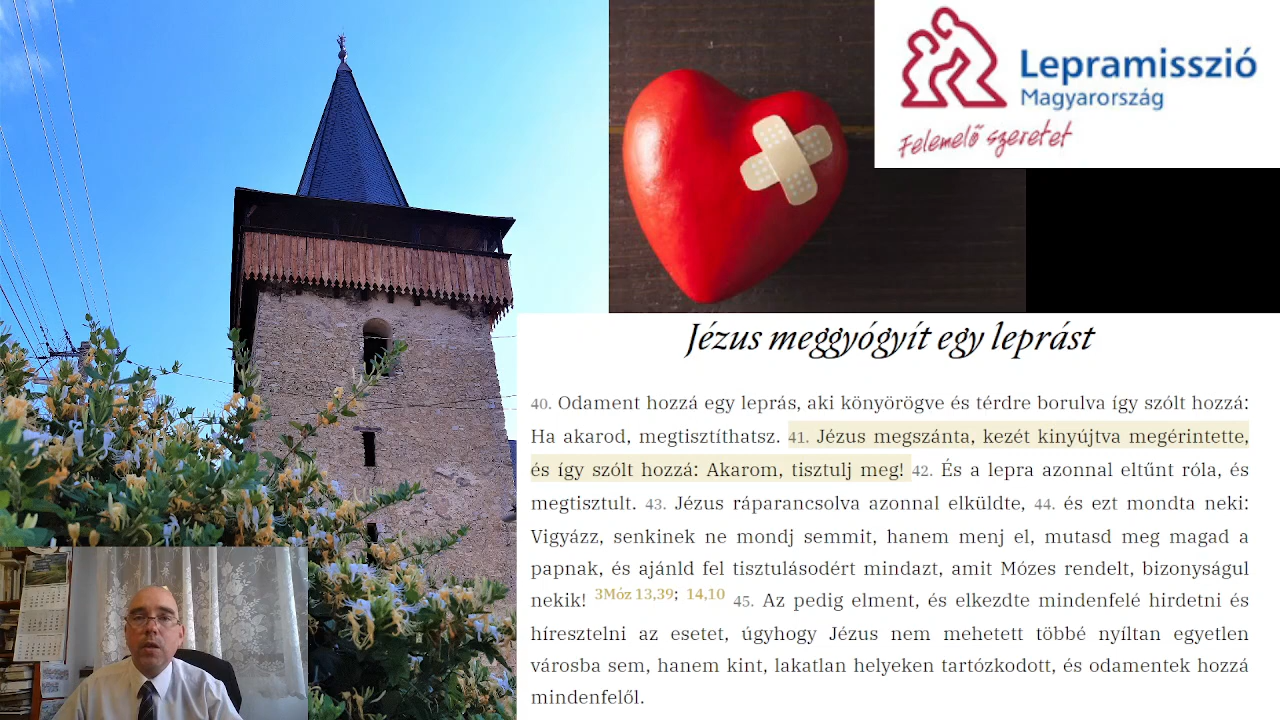 Lepramisszió
Magyarország
Felemelő szeretet
Jézus meggyógyít egy leprást
40. Odament hozzá egy leprás, aki könyörögve és térdre borulva így szólt hozzá:
Ha akarod, megtisztíthatsz. 41. Jézus megszánta, kezét kinyújtva megérintette,
és így szólt hozzá: Akarom, tisztulj meg! 42. És a lepra azonnal eltűnt róla, és
megtisztult. 43. Jézus ráparancsolva azonnal elküldte, 44. és ezt mondta neki:
Vigyázz, senkinek ne mondj semmit, hanem menj el, mutasd meg magad a
papnak, és ajánld fel tisztulásodért mindazt, amit Mózes rendelt, bizonyságul
nekik! 3Móz 13,39; 14,10 45. Az pedig elment, és elkezdte mindenfelé hirdetni és
híresztelni az esetet, úgyhogy Jézus nem mehetett többé nyíltan egyetlen
városba sem, hanem kint, lakatlan helyeken tartózkodott, és odamentek hozzá
mindenfelől.